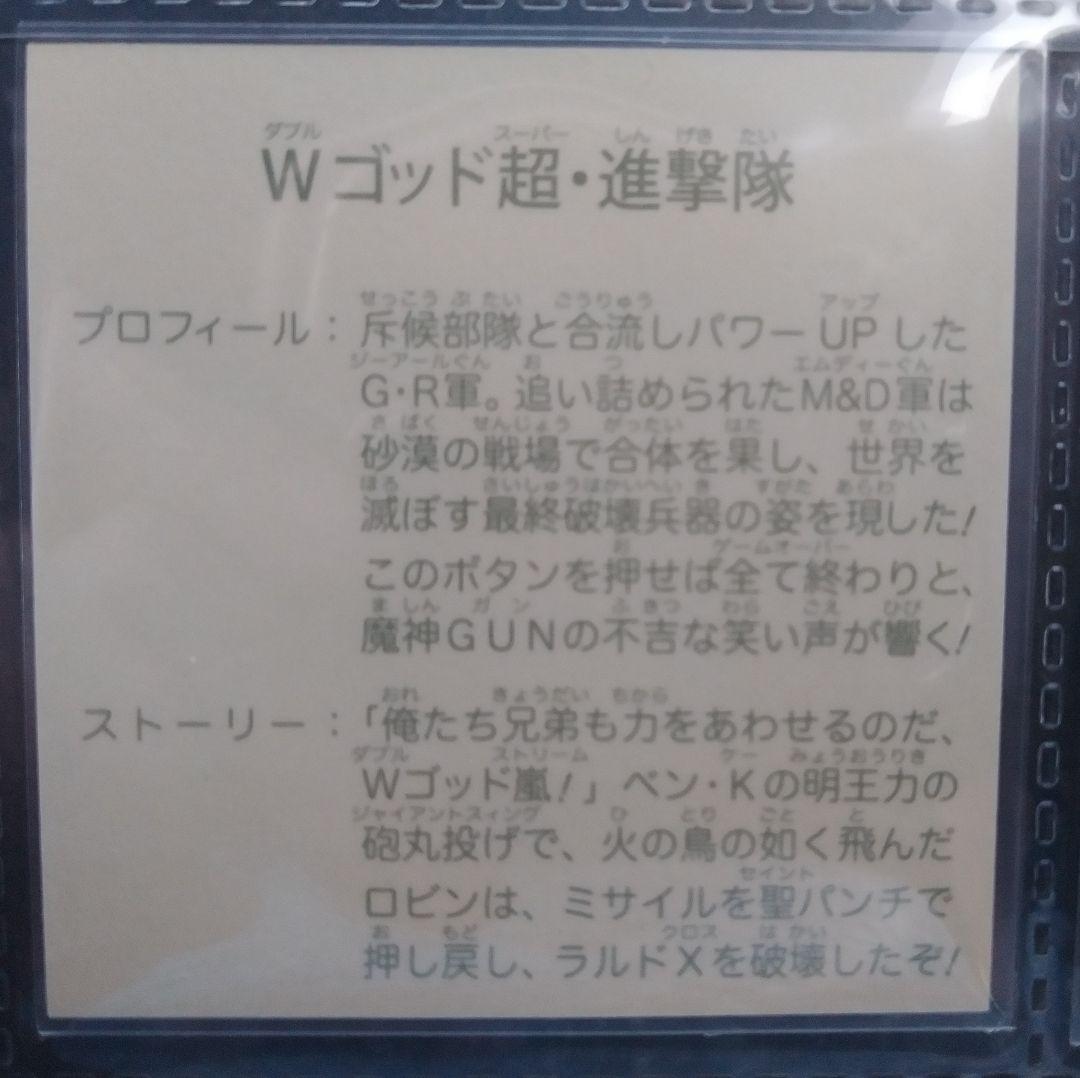 Wゴッド超・進撃隊
プロフィール：斥候部隊と合流しパワーUPした
G・R軍。追い詰められたM&D軍は
砂漠の戦場で合体を果し、世界を
滅ぼす最終破壊兵器の姿を現した!
このボタンを押せば全て終わりと、
魔神GUNの不吉な笑い声が響く!
ストーリー：「俺たち兄弟も力をあわせるのだ、
Wゴッド嵐!」ベン・Kの明王力の
砲丸投げで、火の鳥の如く飛んだ
ロビンは、ミサイルを聖パンチで
押し戻し、ラルドXを破壊したぞ!